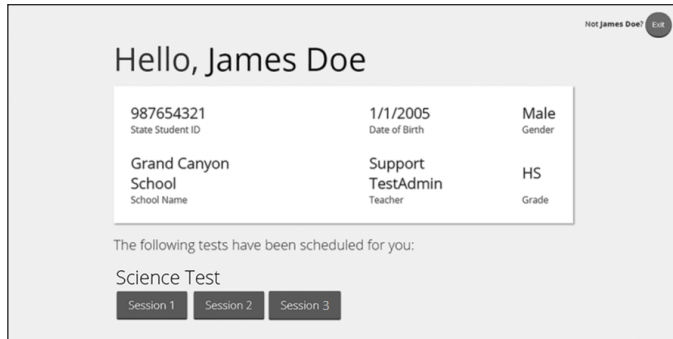 Not James Doe? Exit
Hello, James Doe
987654321 1/1/2005 Male
State Student ID Date of Birth Gender
Grand Canyon Support HS
School TestAdmin
School Name Teacher Grade
The following tests have been scheduled for you:
Science Test
Session 1 Session 2 Session 3